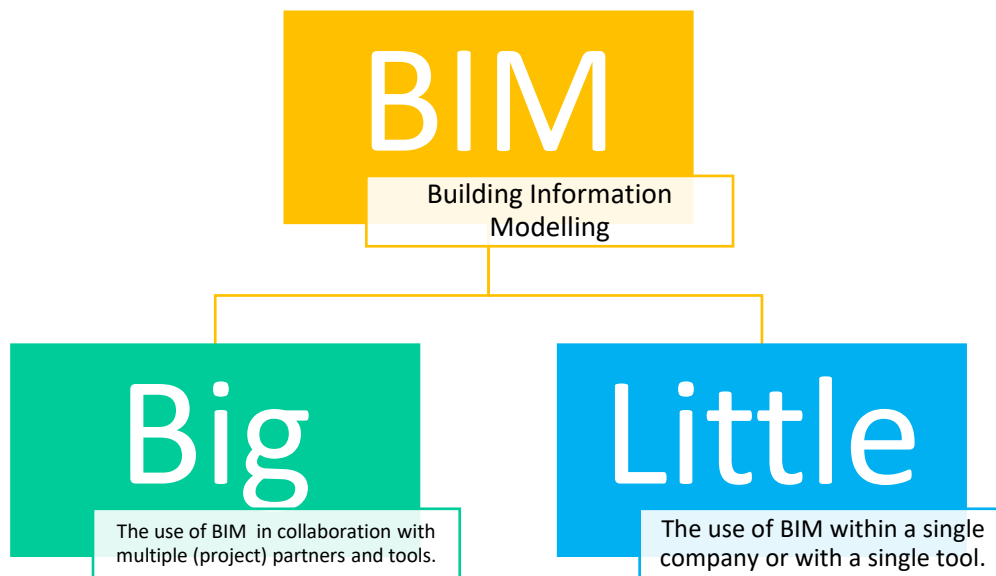 BIM
Building Information
Modelling
Big
The use of BIM  in collaboration with
multiple (project) partners and tools.
Little
The use of BIM within a single
company or with a single tool.